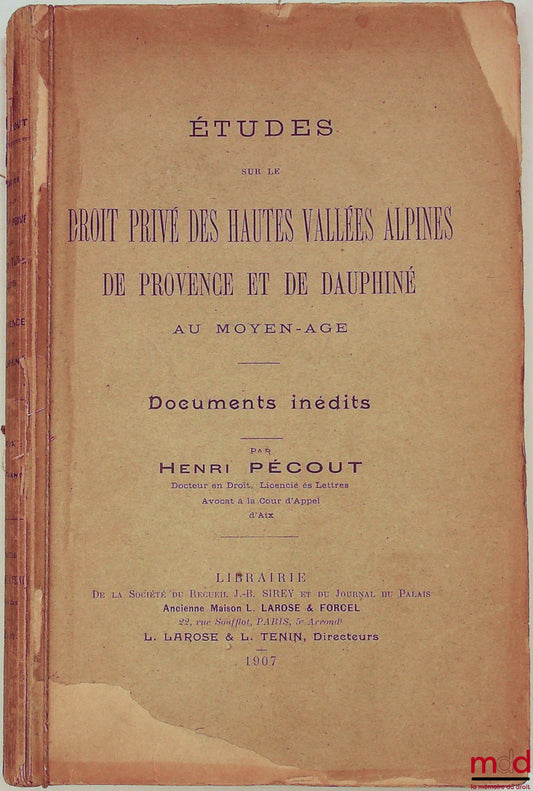 ÉTUDES
SUR LE
DROIT PRIVÉ DES HAUTES VALLÉES ALPINES
DE PROVENCE ET DE DAUPHINÉ
AU MOYEN-AGE
Documents inédits
PAR
HENRI PÉCOUT
Docteur en Droit, Licencié ès Lettres
Avocat à la Cour d'Appel
d'Aix
LIBRAIRIE
DE LA SOCIÉTÉ DU RECUEIL J.-B. SIREY ET DU JOURNAL DU PALAIS
Ancienne Maison L. LAROSE & FORCEL
22, rue Soufflot, PARIS, 5e Arrondt
L. LAROSE & L. TENIN, Directeurs
1907
mdd
la mémoire du droit